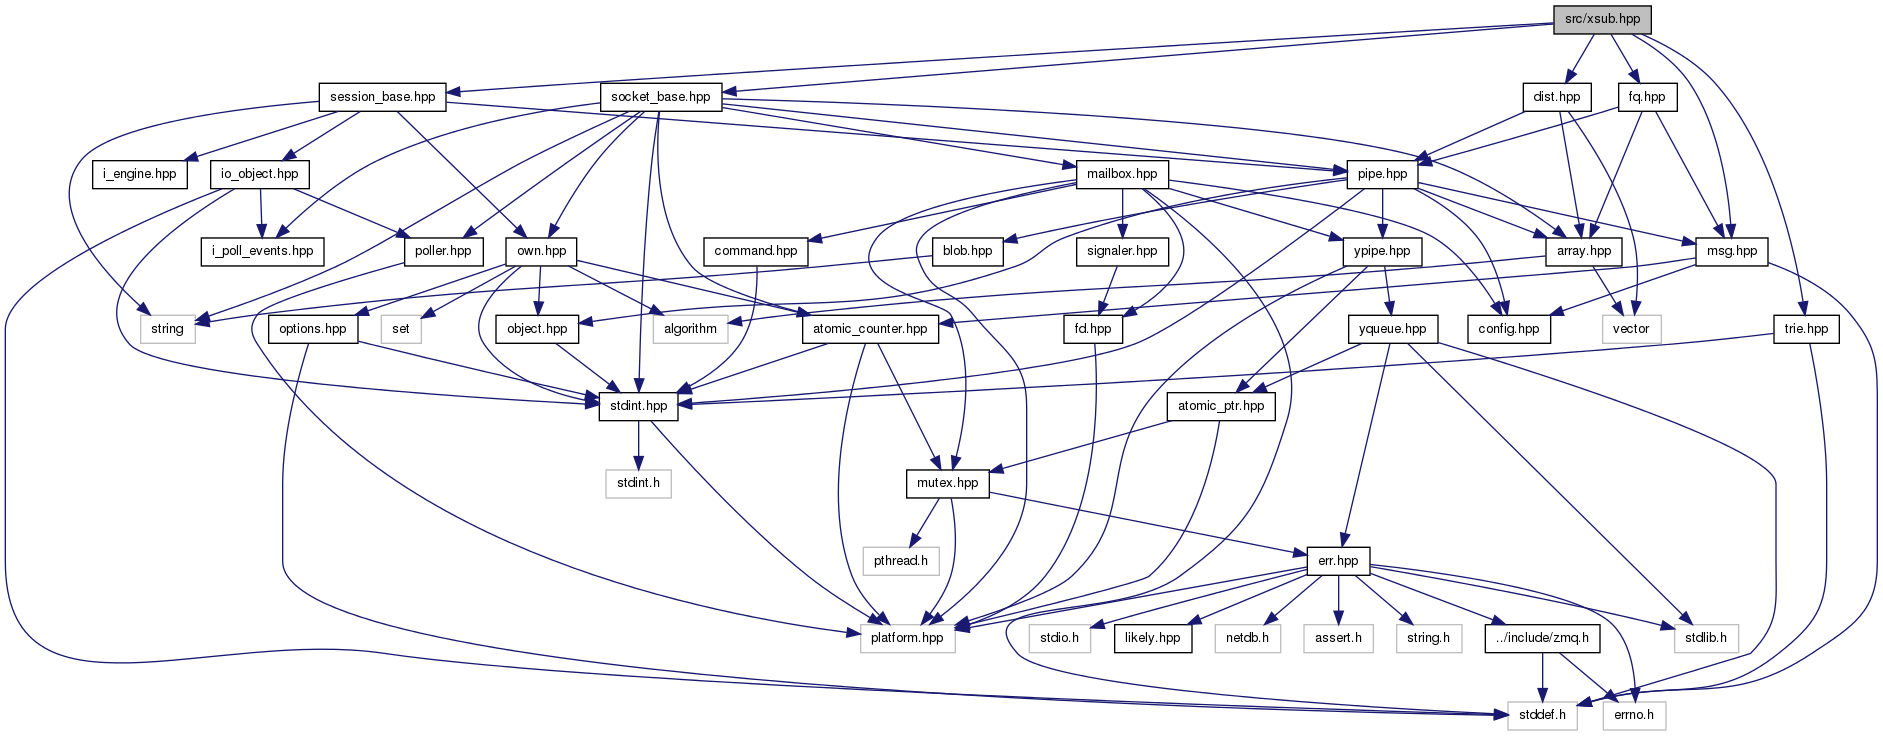 src/xsub.hpp
session_base.hpp
socket_base.hpp
dist.hpp
fq.hpp
i_engine.hpp
io_object.hpp
mailbox.hpp
pipe.hpp
i_poll_events.hpp
poller.hpp
own.hpp
command.hpp
blob.hpp
signaler.hpp
ypipe.hpp
array.hpp
msg.hpp
string
options.hpp
set
object.hpp
algorithm
atomic_counter.hpp
fd.hpp
yqueue.hpp
config.hpp
vector
trie.hpp
stdint.hpp
atomic_ptr.hpp
stdint.h
mutex.hpp
pthread.h
err.hpp
platform.hpp
stdio.h
likely.hpp
netdb.h
assert.h
string.h
../include/zmq.h
stdlib.h
stddef.h
errno.h